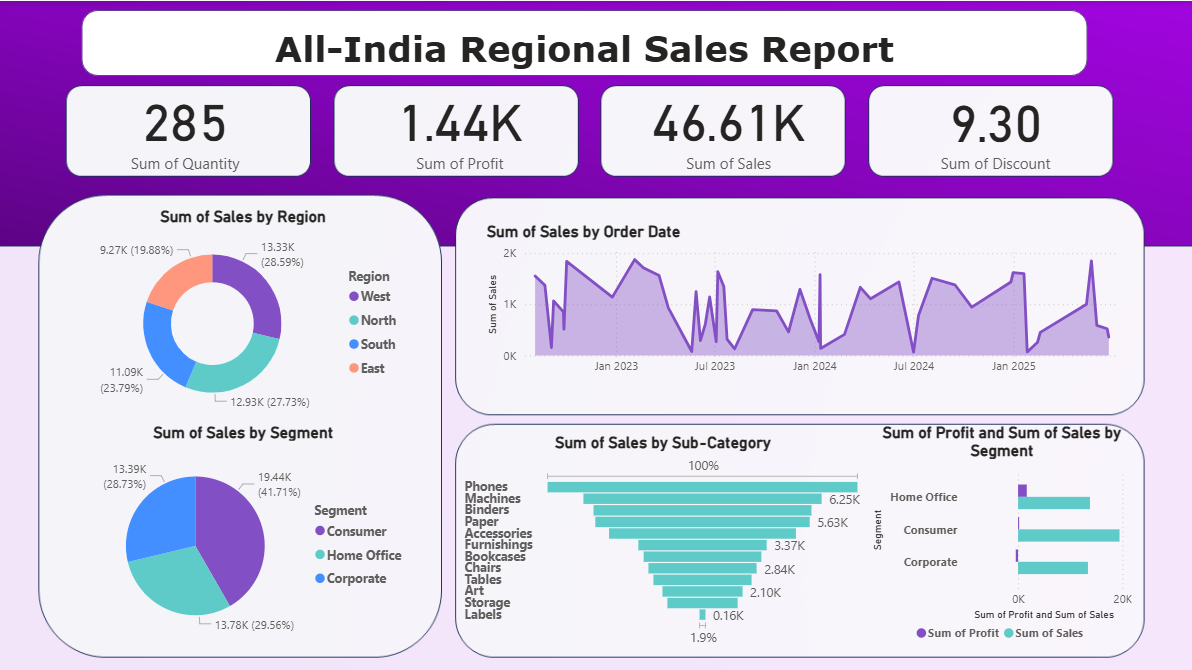 All-India Regional Sales Report
285
Sum of Quantity
1.44K
Sum of Profit
46.61K
Sum of Sales
9.30
Sum of Discount
Sum of Sales by Region
9.27K (19.88%)
13.33K
(28.59%)
11.09K
(23.79%)
12.93K (27.73%)
Region
West
North
South
East
Sum of Sales by Segment
13.39K
(28.73%)
19.44K
(41.71%)
13.78K (29.56%)
Segment
Consumer
Home Office
Corporate
Sum of Sales by Order Date
Sum of Sales
2K
1K
0K
Jan 2023
Jul 2023
Jan 2024
Jul 2024
Jan 2025
Sum of Sales by Sub-Category
100%
Phones
Machines
6.25K
Binders
Paper
5.63K
Accessories
Furnishings
3.37K
Bookcases
Chairs
2.84K
Tables
Art
2.10K
Storage
Labels
0.16K
1.9%
Sum of Profit and Sum of Sales by
Segment
Segment
Home Office
Consumer
Corporate
0K
20K
Sum of Profit and Sum of Sales
Sum of Profit
Sum of Sales